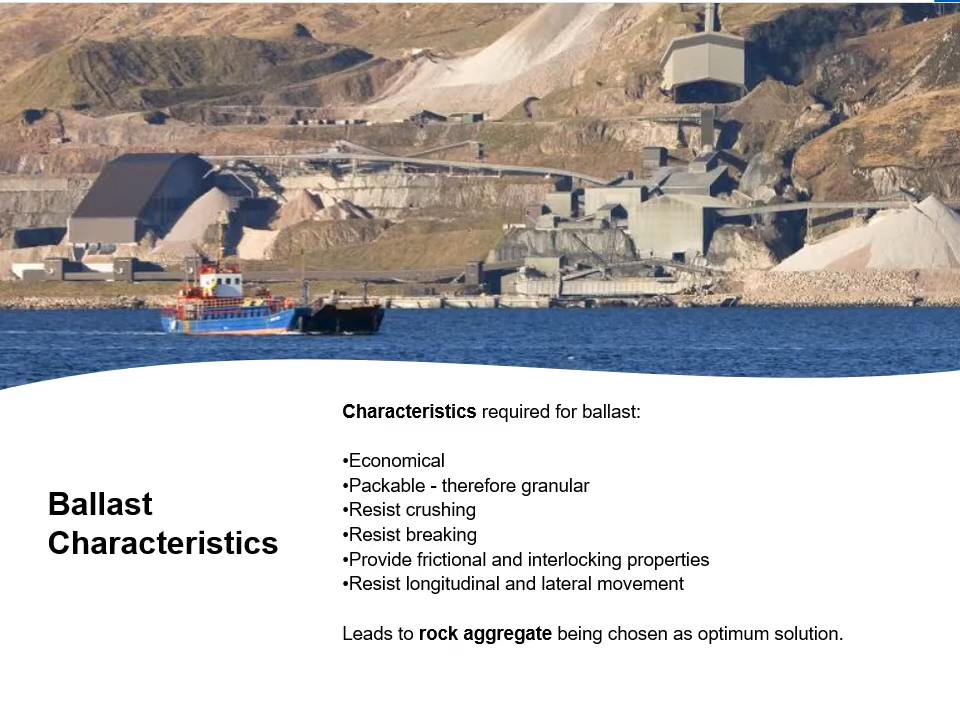 Ballast
Characteristics
Characteristics required for ballast:
•Economical
•Packable - therefore granular
•Resist crushing
•Resist breaking
•Provide frictional and interlocking properties
•Resist longitudinal and lateral movement
Leads to rock aggregate being chosen as optimum solution.